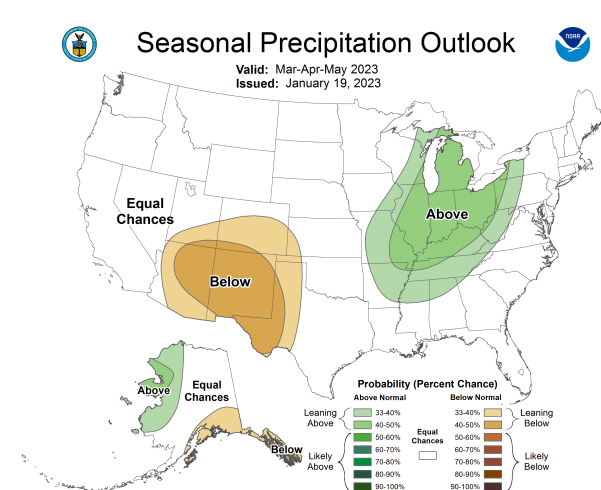 NOAA
Seasonal Precipitation Outlook
Valid: Mar-Apr-May 2023
Issued: January 19, 2023
Equal
Chances
Above
Below
Above
Equal
Chances
Below
Probability (Percent Chance)
Above Normal
Below Normal
Leaning
Above
33-40%
40-50%
50-60%
60-70%
70-80%
80-90%
90-100%
Likely
Above
Equal
Chances
33-40%
40-50%
50-60%
60-70%
70-80%
80-90%
90-100%
Leaning
Below
Likely
Below